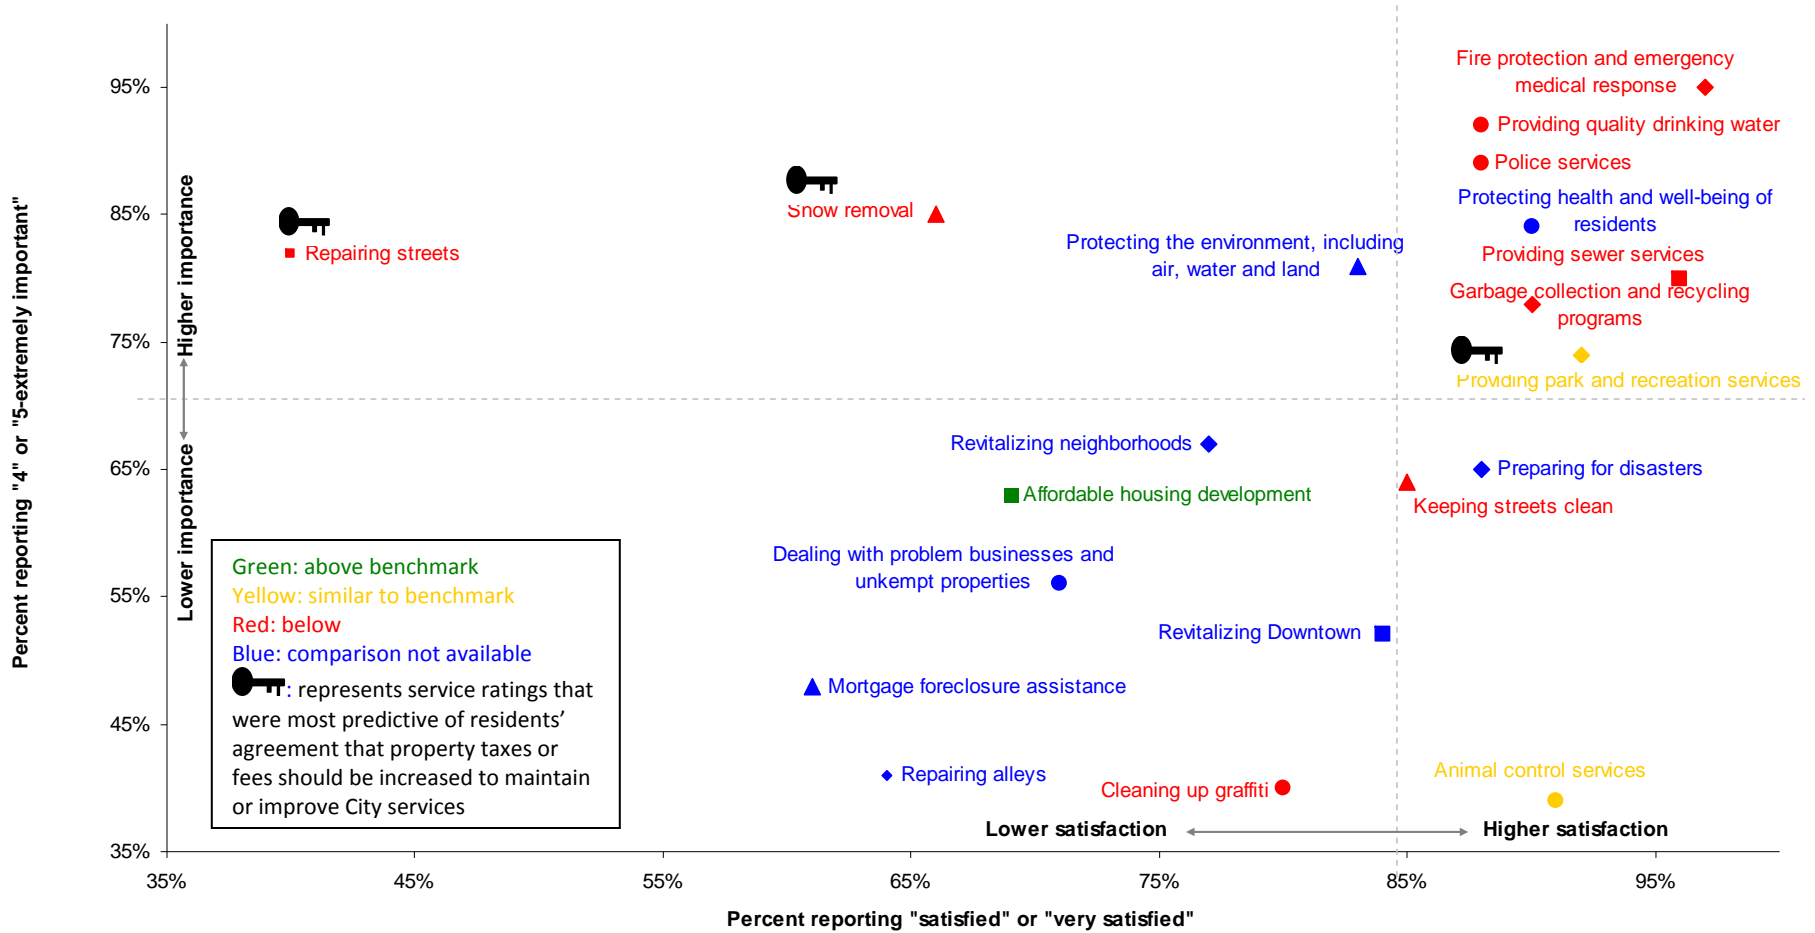 Fire protection and emergency
medical response
95%
Providing quality drinking water
Police services
Protecting health and well-being of
residents
85%
Snow removal
Repairing streets
Protecting the environment, including
air, water and land
Providing sewer services
Garbage collection and recycling
programs
75%
Providing park and recreation services
Percent reporting "4" or "5-extremely important"
Higher importance
Lower importance
Revitalizing neighborhoods
65%
Preparing for disasters
Affordable housing development
Keeping streets clean
Dealing with problem businesses and
unkempt properties
55%
Green: above benchmark
Yellow: similar to benchmark
Red: below
Blue: comparison not available
: represents service ratings that
were most predictive of residents’
agreement that property taxes or
fees should be increased to maintain
or improve City services
Revitalizing Downtown
Mortgage foreclosure assistance
45%
Repairing alleys
Cleaning up graffiti
Animal control services
Lower satisfaction
Higher satisfaction
35%
35%
45%
55%
65%
75%
85%
95%
Percent reporting "satisfied" or "very satisfied"